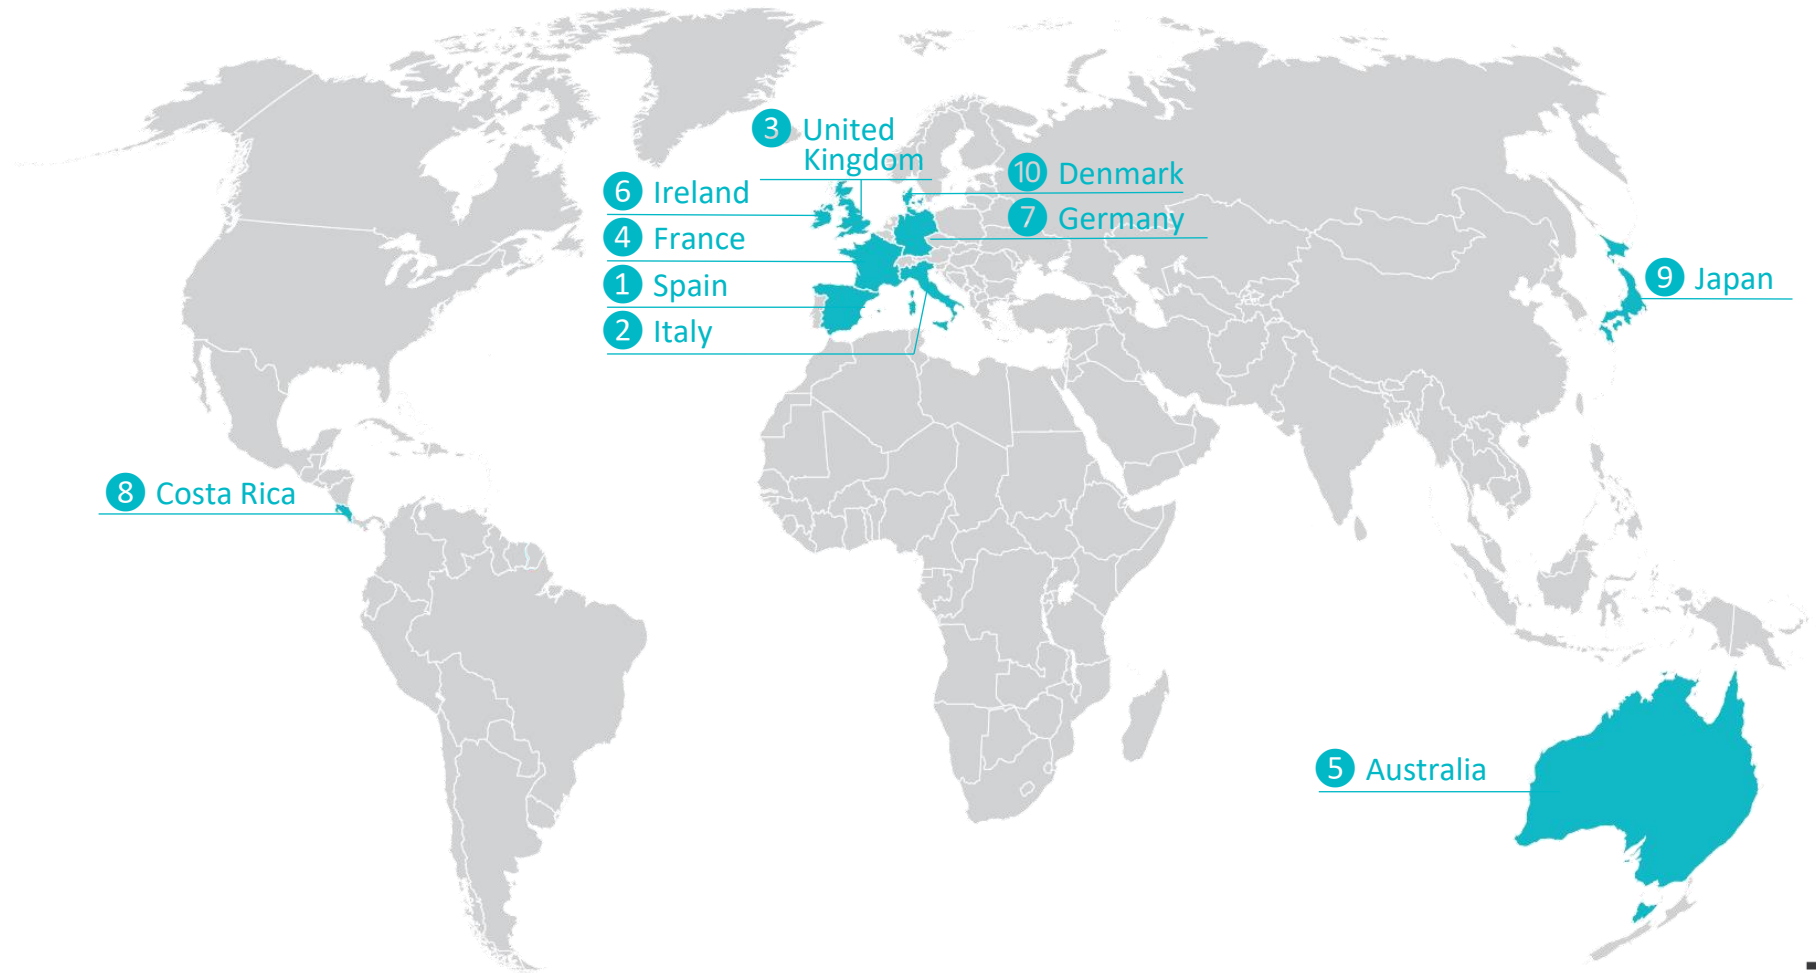 3 United
Kingdom
10 Denmark
6 Ireland
7 Germany
4 France
9 Japan
1 Spain
2 Italy
8 Costa Rica
5 Australia